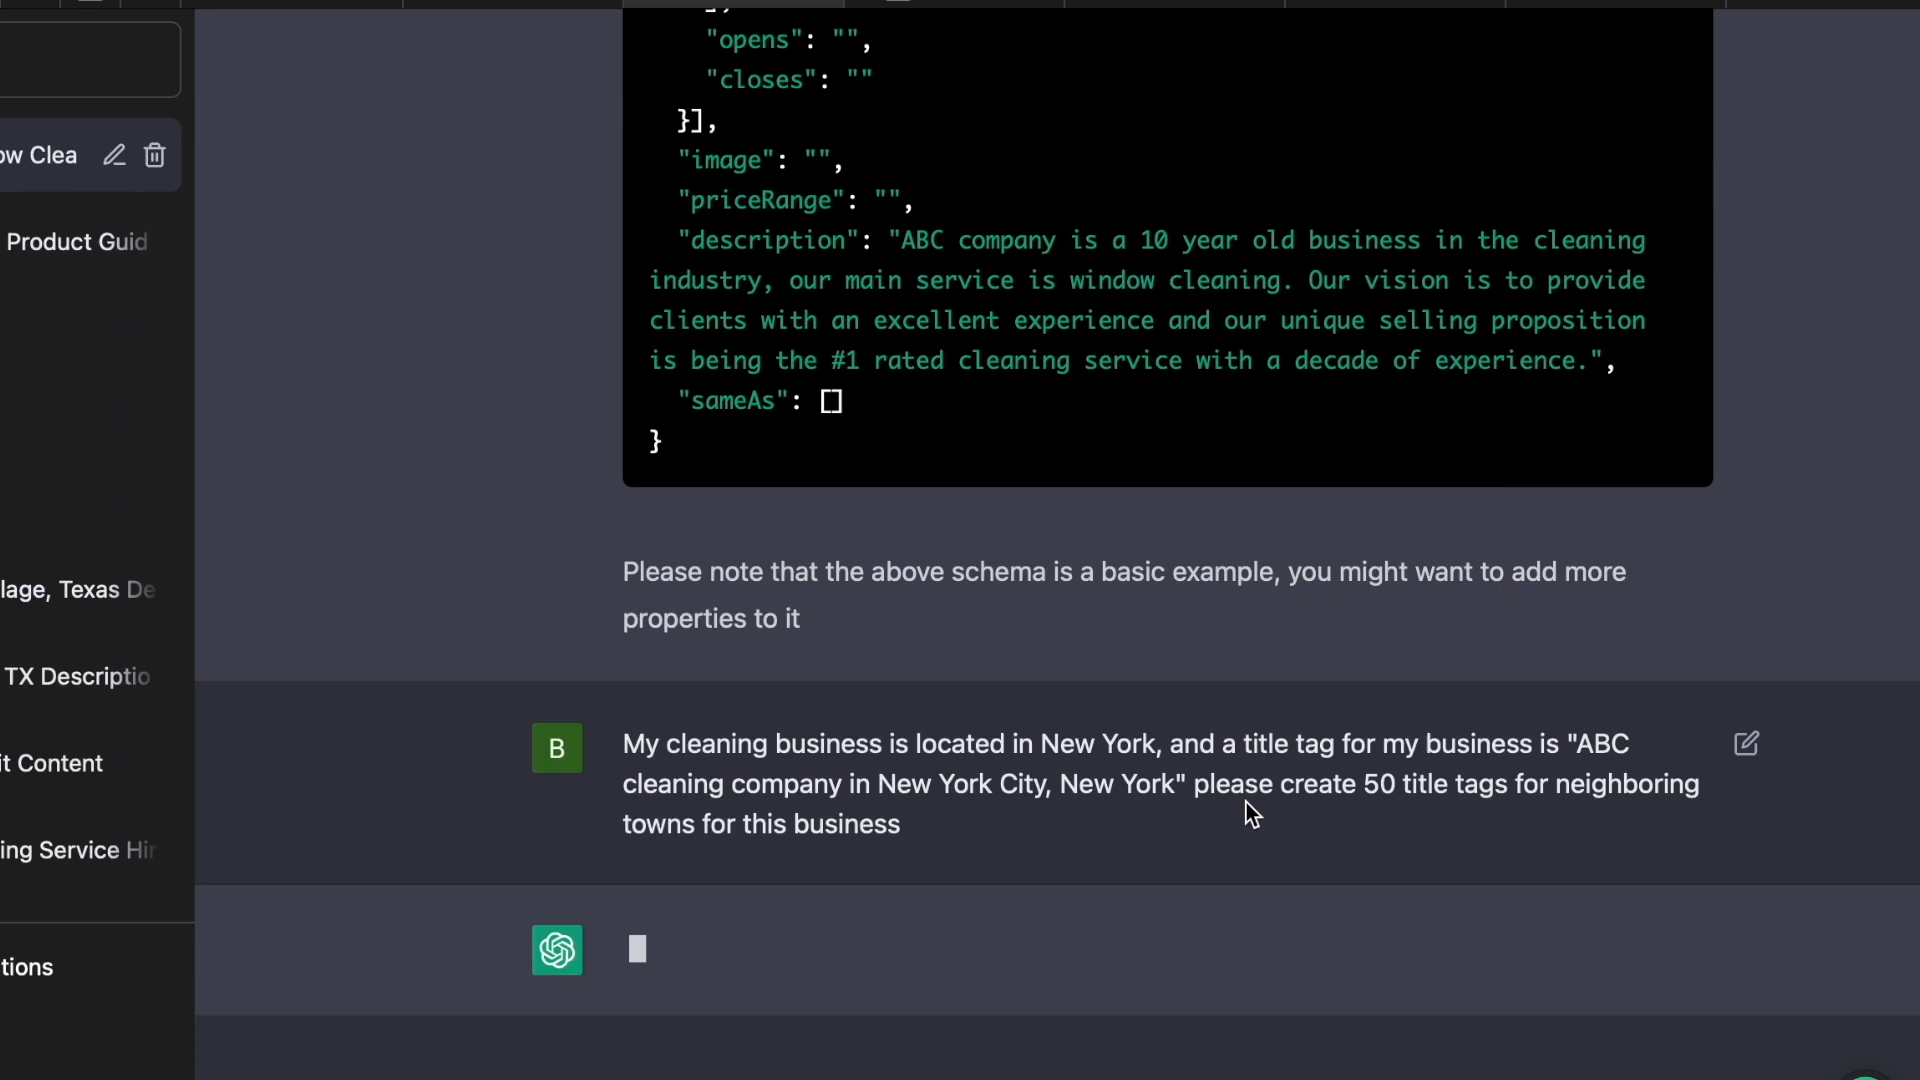 "opens": "",
"closes": ""
}],
"image": "",
"priceRange": "",
"description": "ABC company is a 10 year old business in the cleaning
industry, our main service is window cleaning. Our vision is to provide
clients with an excellent experience and our unique selling proposition
is being the #1 rated cleaning service with a decade of experience.",
"sameAs": []
}
Please note that the above schema is a basic example, you might want to add more
properties to it
B
My cleaning business is located in New York, and a title tag for my business is "ABC
cleaning company in New York City, New York" please create 50 title tags for neighboring
towns for this business
ow Clea
Product Guid
lage, Texas De
TX Descriptio
it Content
ing Service Hir
tions